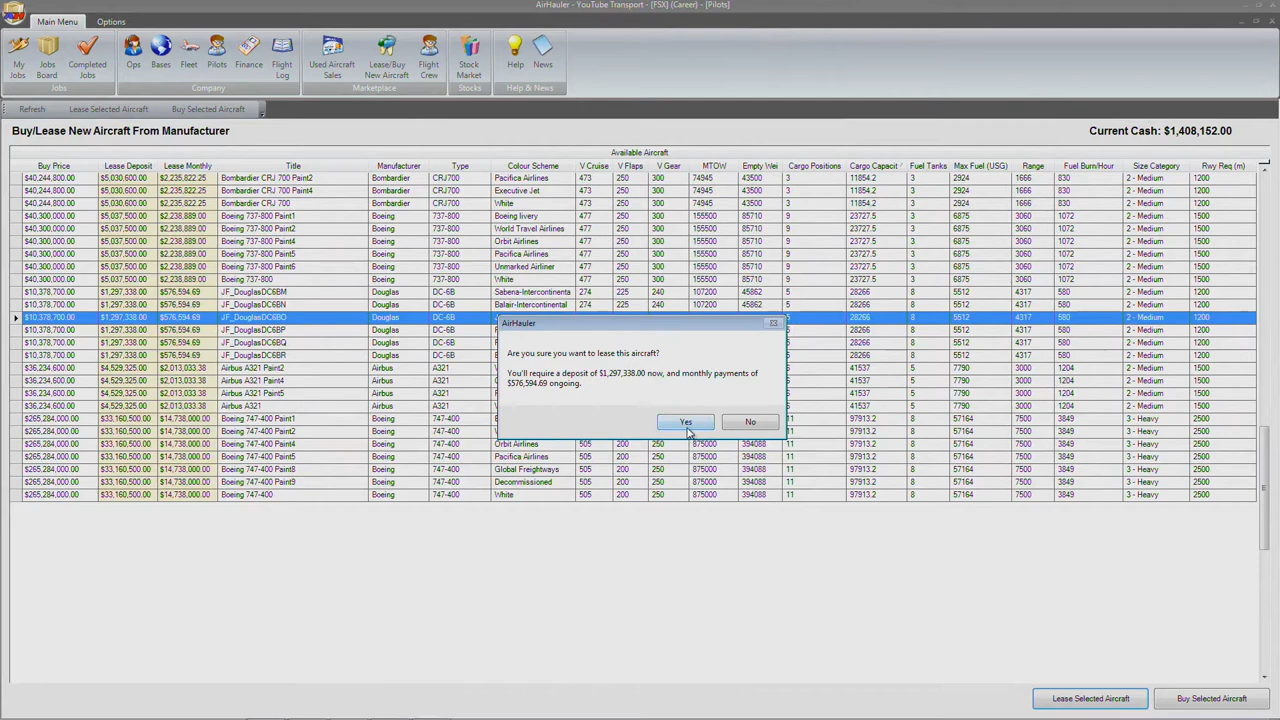 AirHauler - YouTube Transport - [FSX] (Career) - [Pilots]
Main Menu Options
My Jobs Jobs Board Completed Jobs Ops Bases Fleet Pilots Finance Flight Log Used Aircraft Sales Lease/Buy New Aircraft Flight Crew Stock Market Help News
Jobs Company Marketplace Stocks Help & News
Refresh Lease Selected Aircraft Buy Selected Aircraft
Buy/Lease New Aircraft From Manufacturer Current Cash: $1,408,152.00
Available Aircraft
Buy Price Lease Deposit Lease Monthly Title Manufacturer Type Colour Scheme V Cruise V Flaps V Gear MTOW Empty Wei Cargo Positions Cargo Capacit Fuel Tanks Max Fuel (USG) Range Fuel Burn/Hour Size Category Rwy Req (m)
$40,244,800.00 $5,030,600.00 $2,235,822.25 Bombardier CRJ 700 Paint2 Bombardier CRJ700 Pacifica Airlines 473 250 300 74945 43500 3 11854.2 3 2924 1666 830 2 - Medium 1200
$40,244,800.00 $5,030,600.00 $2,235,822.25 Bombardier CRJ 700 Paint4 Bombardier CRJ700 Executive Jet 473 250 300 74945 43500 3 11854.2 3 2924 1666 830 2 - Medium 1200
$40,244,800.00 $5,030,600.00 $2,235,822.25 Bombardier CRJ 700 Bombardier CRJ700 White 473 250 300 74945 43500 3 11854.2 3 2924 1666 830 2 - Medium 1200
$40,300,000.00 $5,037,500.00 $2,238,889.00 Boeing 737-800 Paint1 Boeing 737-800 Boeing livery 477 250 300 155500 85710 9 23727.5 3 6875 3060 1072 2 - Medium 1500
$40,300,000.00 $5,037,500.00 $2,238,889.00 Boeing 737-800 Paint2 Boeing 737-800 World Travel Airlines 477 250 300 155500 85710 9 23727.5 3 6875 3060 1072 2 - Medium 1500
$40,300,000.00 $5,037,500.00 $2,238,889.00 Boeing 737-800 Paint4 Boeing 737-800 Orbit Airlines 477 250 300 155500 85710 9 23727.5 3 6875 3060 1072 2 - Medium 1500
$40,300,000.00 $5,037,500.00 $2,238,889.00 Boeing 737-800 Paint5 Boeing 737-800 Pacifica Airlines 477 250 300 155500 85710 9 23727.5 3 6875 3060 1072 2 - Medium 1500
$40,300,000.00 $5,037,500.00 $2,238,889.00 Boeing 737-800 Paint6 Boeing 737-800 Unmarked Airliner 477 250 300 155500 85710 9 23727.5 3 6875 3060 1072 2 - Medium 1500
$40,300,000.00 $5,037,500.00 $2,238,889.00 Boeing 737-800 Boeing 737-800 White 477 250 300 155500 85710 9 23727.5 3 6875 3060 1072 2 - Medium 1500
$10,378,700.00 $1,297,338.00 $576,594.69 JF_DouglasDC6BM Douglas DC-6B Sabena-Intercontinenta 274 225 240 107200 45862 5 28266 8 5512 4317 580 2 - Medium 1200
$10,378,700.00 $1,297,338.00 $576,594.69 JF_DouglasDC6BN Douglas DC-6B Balair-Intercontinental 274 225 240 107200 45862 5 28266 8 5512 4317 580 2 - Medium 1200
$10,378,700.00 $1,297,338.00 $576,594.69 JF_DouglasDC6BO Douglas DC-6B 28266 8 5512 4317 580 2 - Medium 1200
$10,378,700.00 $1,297,338.00 $576,594.69 JF_DouglasDC6BP Douglas DC-6B 28266 8 5512 4317 580 2 - Medium 1200
$10,378,700.00 $1,297,338.00 $576,594.69 JF_DouglasDC6BQ Douglas DC-6B 28266 8 5512 4317 580 2 - Medium 1200
$10,378,700.00 $1,297,338.00 $576,594.69 JF_DouglasDC6BR Douglas DC-6B 28266 8 5512 4317 580 2 - Medium 1200
$36,234,600.00 $4,529,325.00 $2,013,033.38 Airbus A321 Paint2 Airbus A321 41537 6 7790 3060 1072 2 - Medium 1200
$36,234,600.00 $4,529,325.00 $2,013,033.38 Airbus A321 Paint4 Airbus A321 41537 6 7790 3060 1072 2 - Medium 1200
$36,234,600.00 $4,529,325.00 $2,013,033.38 Airbus A321 Paint5 Airbus A321 41537 6 7790 3060 1072 2 - Medium 1200
$36,234,600.00 $4,529,325.00 $2,013,033.38 Airbus A321 Airbus A321 41537 6 7790 3060 1072 2 - Medium 1200
$265,284,000.00 $33,160,500.00 $14,738,000.00 Boeing 747-400 Paint1 Boeing 747-400 11 97913.2 8 57164 7500 3849 3 - Heavy 2500
$265,284,000.00 $33,160,500.00 $14,738,000.00 Boeing 747-400 Paint2 Boeing 747-400 11 97913.2 8 57164 7500 3849 3 - Heavy 2500
$265,284,000.00 $33,160,500.00 $14,738,000.00 Boeing 747-400 Paint4 Boeing 747-400 Orbit Airlines 505 200 250 875000 394088 11 97913.2 8 57164 7500 3849 3 - Heavy 2500
$265,284,000.00 $33,160,500.00 $14,738,000.00 Boeing 747-400 Paint5 Boeing 747-400 Pacifica Airlines 505 200 250 875000 394088 11 97913.2 8 57164 7500 3849 3 - Heavy 2500
$265,284,000.00 $33,160,500.00 $14,738,000.00 Boeing 747-400 Paint8 Boeing 747-400 Global Freightways 505 200 250 875000 394088 11 97913.2 8 57164 7500 3849 3 - Heavy 2500
$265,284,000.00 $33,160,500.00 $14,738,000.00 Boeing 747-400 Paint9 Boeing 747-400 Decommissioned 505 200 250 875000 394088 11 97913.2 8 57164 7500 3849 3 - Heavy 2500
$265,284,000.00 $33,160,500.00 $14,738,000.00 Boeing 747-400 Boeing 747-400 White 505 200 250 875000 394088 11 97913.2 8 57164 7500 3849 3 - Heavy 2500
AirHauler
Are you sure you want to lease this aircraft?
You'll require a deposit of $1,297,338.00 now, and monthly payments of
$576,594.69 ongoing.
Yes No
Lease Selected Aircraft Buy Selected Aircraft